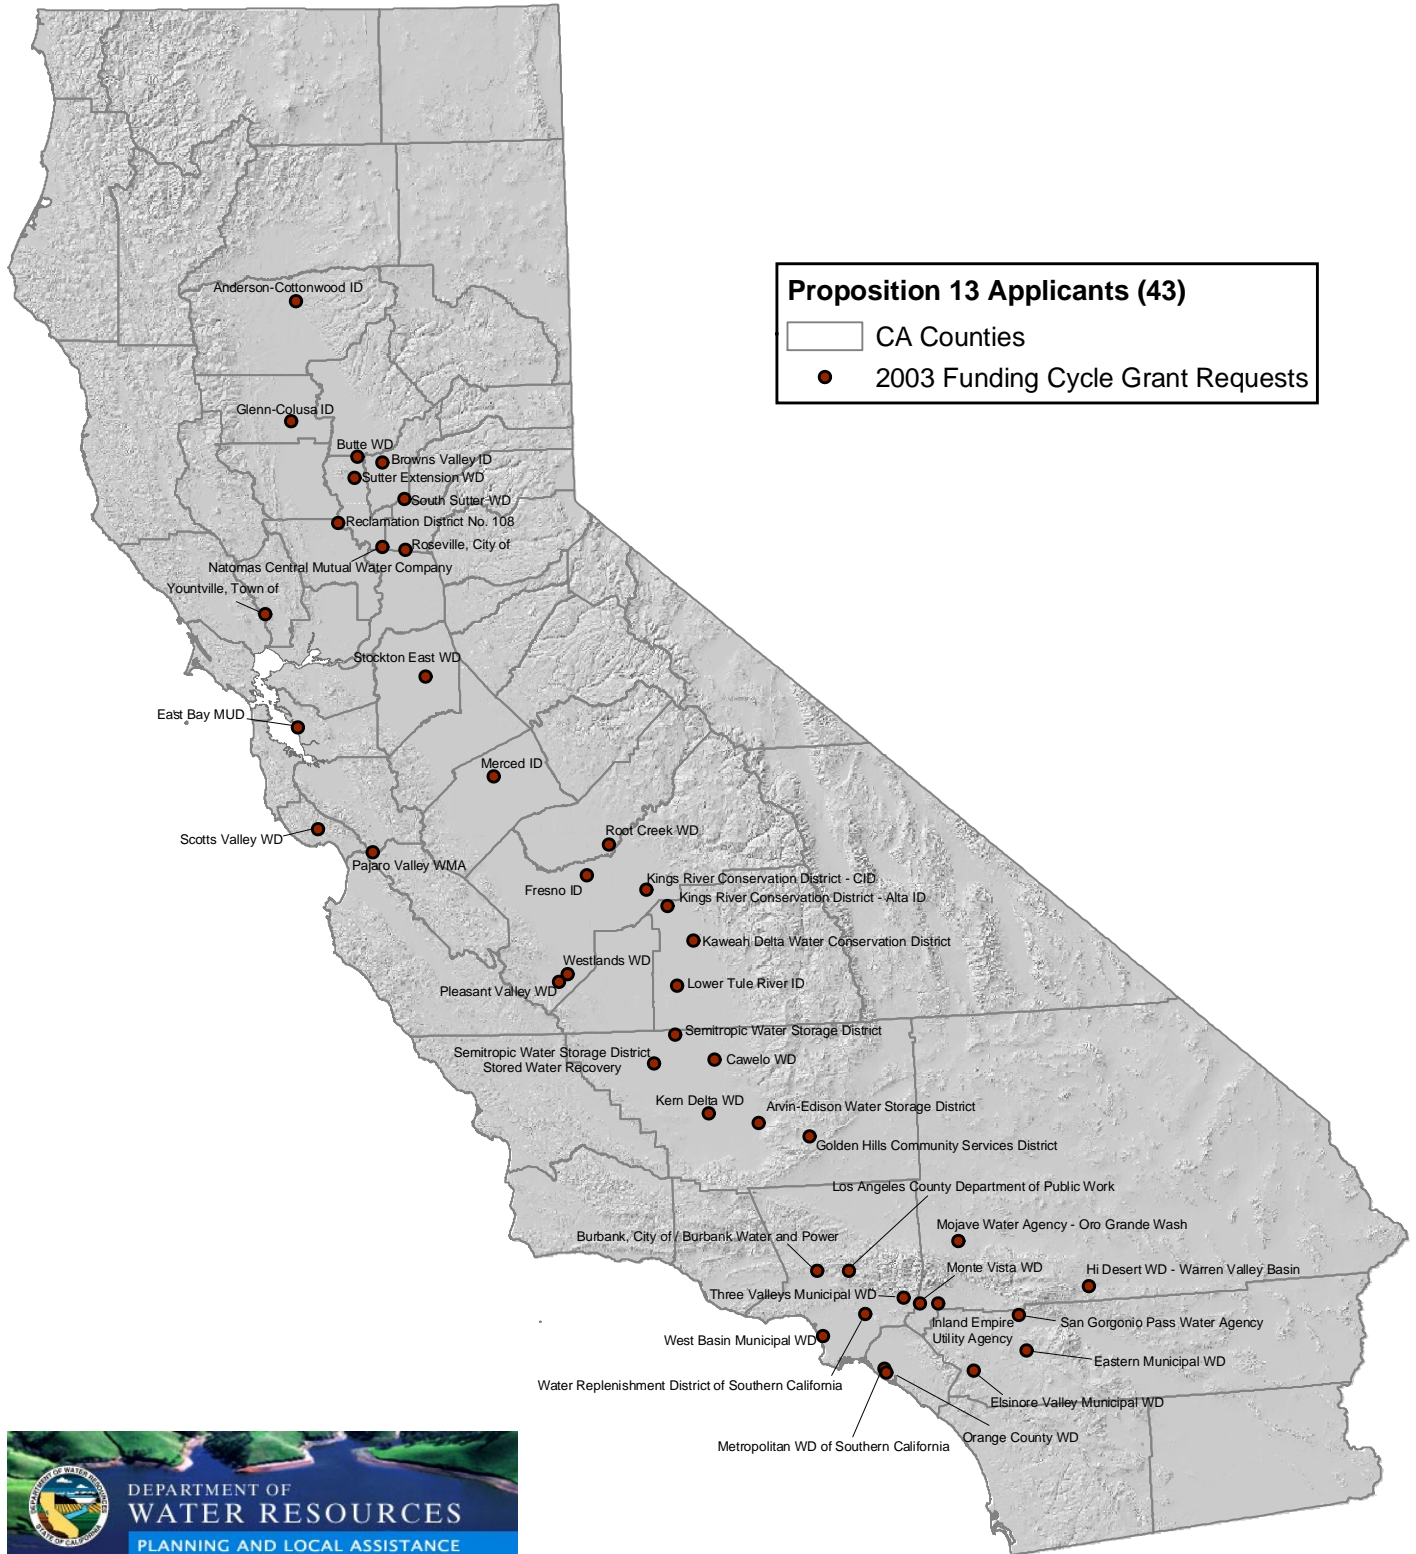 Proposition 13 Applicants (43)
CA Counties
2003 Funding Cycle Grant Requests
Anderson-Cottonwood ID
Glenn-Colusa ID
Butte WD
Browns Valley ID
Sutter Extension WD
South Sutter WD
Reclamation District No. 108
Roseville, City of
Natomas Central Mutual Water Company
Yountville, Town of
Stockton East WD
East Bay MUD
Merced ID
Scotts Valley WD
Root Creek WD
Pajaro Valley WMA
Fresno ID
Kings River Conservation District - CID
Kings River Conservation District - Alta ID
Kaweah Delta Water Conservation District
Westlands WD
Pleasant Valley WD
Lower Tule River ID
Semitropic Water Storage District
Semitropic Water Storage District
Stored Water Recovery
Cawelo WD
Kern Delta WD
Arvin-Edison Water Storage District
Golden Hills Community Services District
Los Angeles County Department of Public Work
Mojave Water Agency - Oro Grande Wash
Burbank, City of / Burbank Water and Power
Monte Vista WD
Hi Desert WD - Warren Valley Basin
Three Valleys Municipal WD
Inland Empire
Utility Agency
San Gorgonio Pass Water Agency
West Basin Municipal WD
Eastern Municipal WD
Water Replenishment District of Southern California
Elsinore Valley Municipal WD
Orange County WD
Metropolitan WD of Southern California
DEPARTMENT OF WATER RESOURCES
STATE OF CALIFORNIA
DEPARTMENT OF
WATER RESOURCES
PLANNING AND LOCAL ASSISTANCE